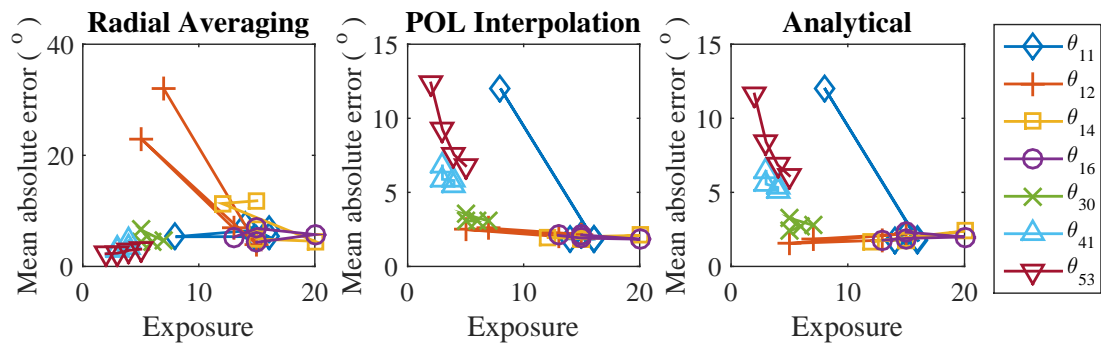 Radial Averaging
POL Interpolation
Analytical
Mean absolute error ( o )
40
20
0
0
10
20
Exposure
Mean absolute error ( o )
15
10
5
0
0
10
20
Exposure
Mean absolute error ( o )
15
10
5
0
0
10
20
Exposure
θ11
θ12
θ14
θ16
θ30
θ41
θ53